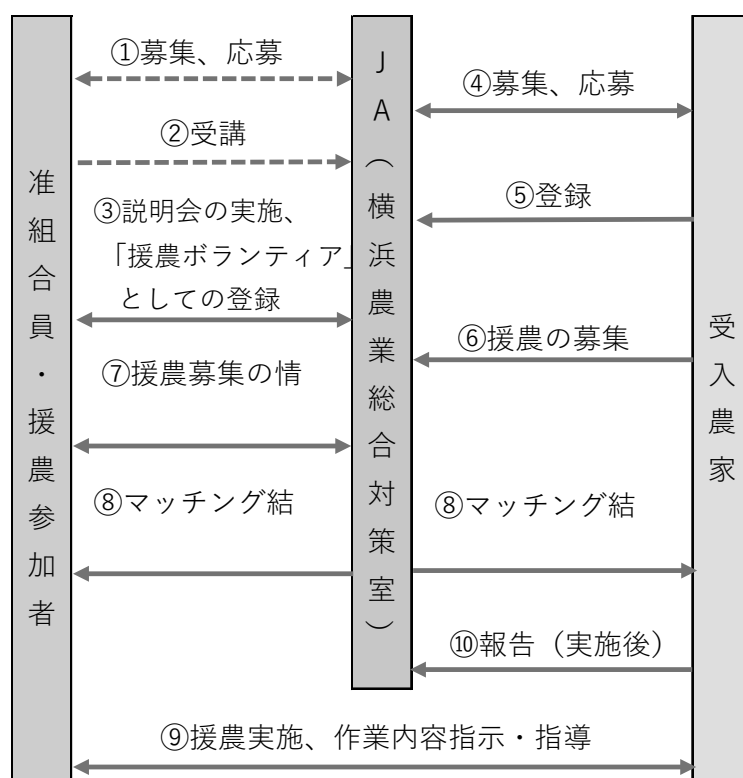 ①募集、応募
②受講
③説明会の実施、
「援農ボランティア」
としての登録
⑦援農募集の情
⑧マッチング結
准組合員・援農参加者
JA(横浜農業総合対策室)
④募集、応募
⑤登録
⑥援農の募集
⑧マッチング結
⑩報告(実施後)
受入農家
⑨援農実施、作業内容指示・指導